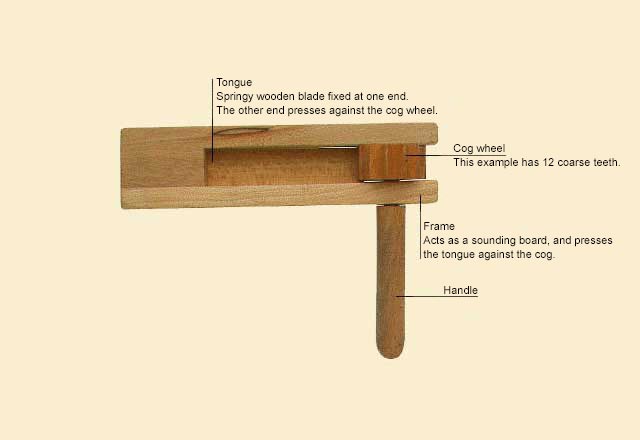 Tongue
Springy wooden blade fixed at one end.
The other end presses against the cog wheel.
Cog wheel
This example has 12 coarse teeth.
Frame
Acts as a sounding board, and presses
the tongue against the cog.
Handle